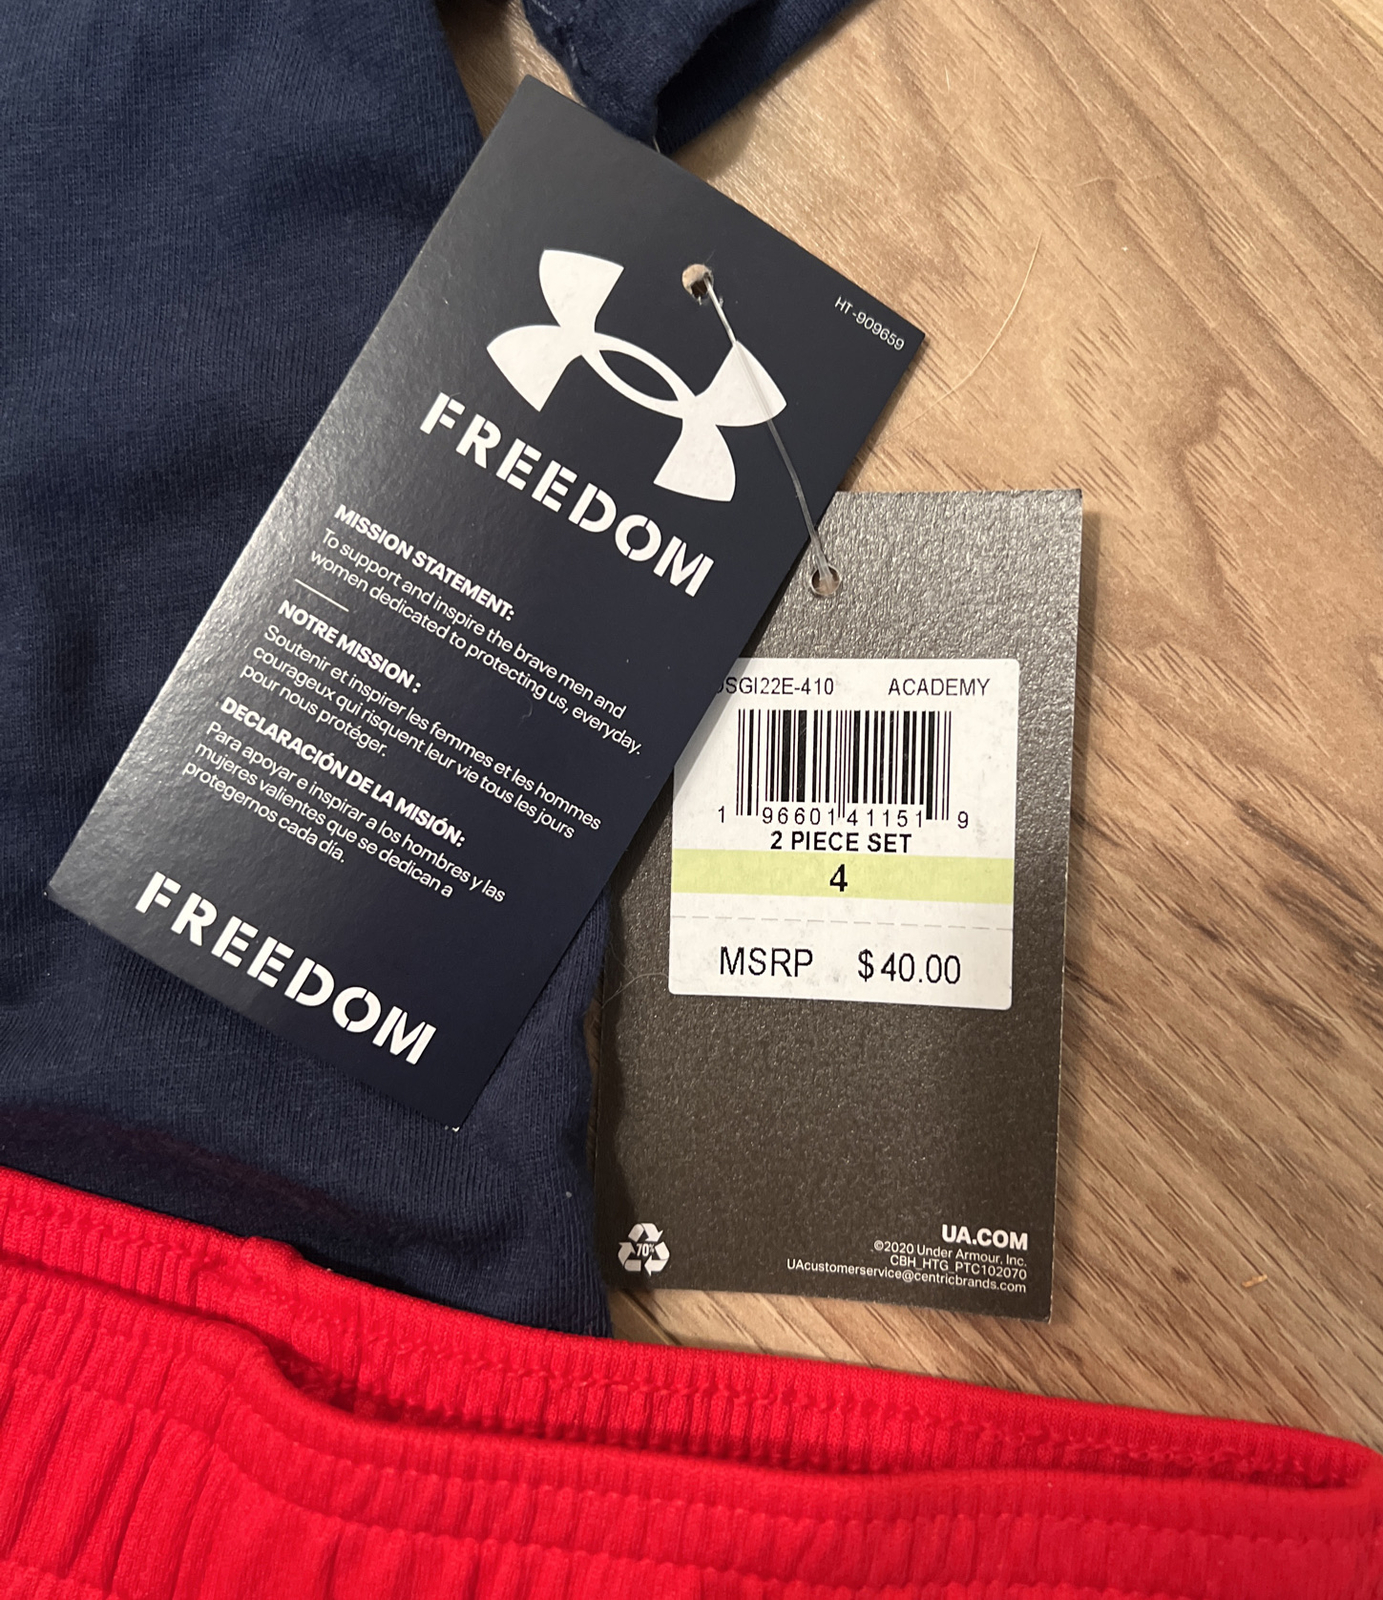 HT-909659
FREEDOM
MISSION STATEMENT:
To support and inspire the brave men and
women dedicated to protecting us, everyday.
NOTRE MISSION :
Soutenir et inspirer les femmes et les hommes
courageux qui risquent leur vie tous les jours
pour nous protéger.
DECLARACIÓN DE LA MISIÓN:
Para apoyar e inspirar a los hombres y las
mujeres valientes que se dedican a
protegernos cada día.
FREEDOM
SGI22E-410 ACADEMY
1 96601 41151 9
2 PIECE SET
4
MSRP $40.00
70%
UA.COM
©2020 Under Armour, Inc.
CBH_HTG_PTC102070
UAcustomerservice@centricbrands.com